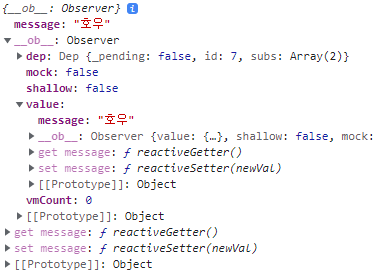 {__ob__: Observer} i
message: "호우"
▼ __ob__: Observer
▶ dep: Dep {_pending: false, id: 7, subs: Array(2)}
mock: false
shallow: false
▼ value:
message: "호우"
▶ __ob__: Observer {value: {…}, shallow: false, mock:
▶ get message: ƒ reactiveGetter()
▶ set message: ƒ reactiveSetter(newVal)
▶ [[Prototype]]: Object
vmCount: 0
▶ [[Prototype]]: Object
▶ get message: ƒ reactiveGetter()
▶ set message: ƒ reactiveSetter(newVal)
▶ [[Prototype]]: Object